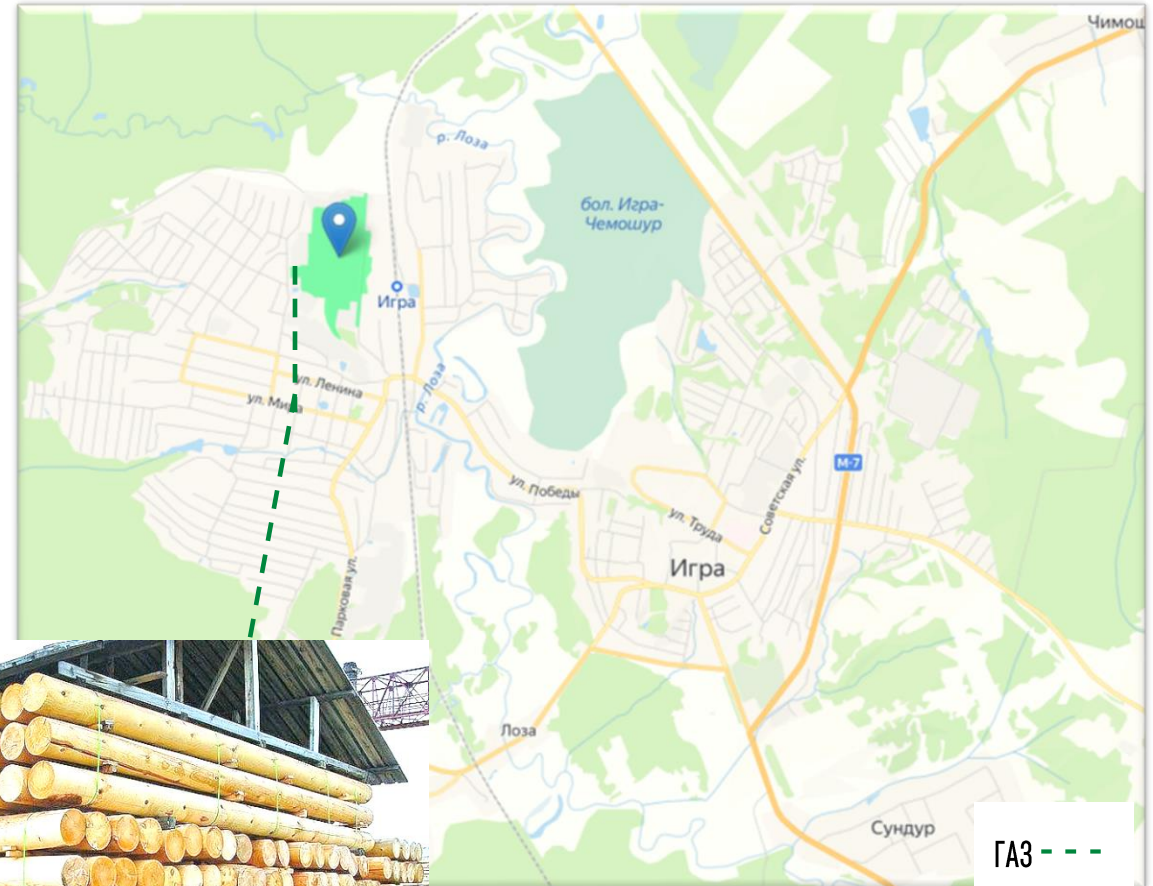 Чимош
р. Лоза
бол. Игра-
Чемошур
Игра
ул. Ленина
ул. Мира
р. Лоза
М-7
Советская ул.
ул. Победы
ул. Труда
Игра
Парковая ул.
Лоза
Сундур
ГАЗ